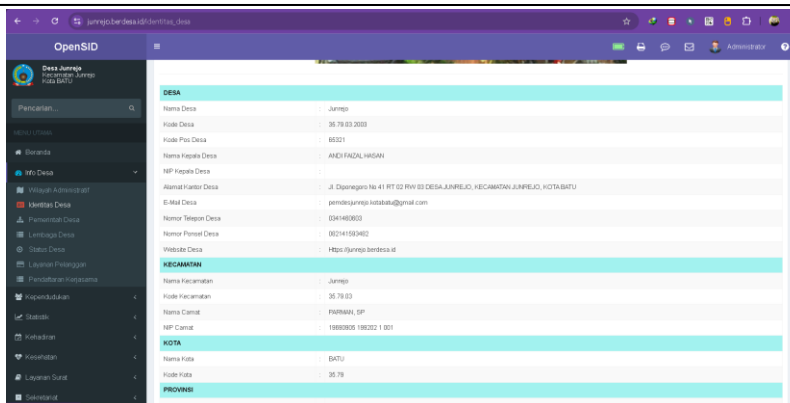 junrejo.berdesa.id/identitas_desa
OpenSID
Administrator
Desa Junrejo
Kecamatan Junrejo
Kota BATU
Pencarian...
MENU UTAMA
Beranda
Info Desa
Wilayah Administratif
Identitas Desa
Pemerintah Desa
Lembaga Desa
Status Desa
Layanan Pelanggan
Pendaftaran Kerjasama
Kependudukan
Statistik
Kehadiran
Kesehatan
Layanan Surat
Sekretariat
DESA
Nama Desa : Junrejo
Kode Desa : 35.79.03.2003
Kode Pos Desa : 65321
Nama Kepala Desa : ANDI FAIZAL HASAN
NIP Kepala Desa :
Alamat Kantor Desa : Jl. Diponegoro No 41 RT 02 RW 03 DESA JUNREJO, KECAMATAN JUNREJO, KOTA BATU
E-Mail Desa : pemdesjunrejo.kotabatu@gmail.com
Nomor Telepon Desa : 0341460603
Nomor Ponsel Desa : 082141593402
Website Desa : Https://junrejo.berdesa.id
KECAMATAN
Nama Kecamatan : Junrejo
Kode Kecamatan : 35.79.03
Nama Camat : PARMAN, SP
NIP Camat :
KOTA
Nama Kota : BATU
Kode Kota : 35.79
PROVINSI